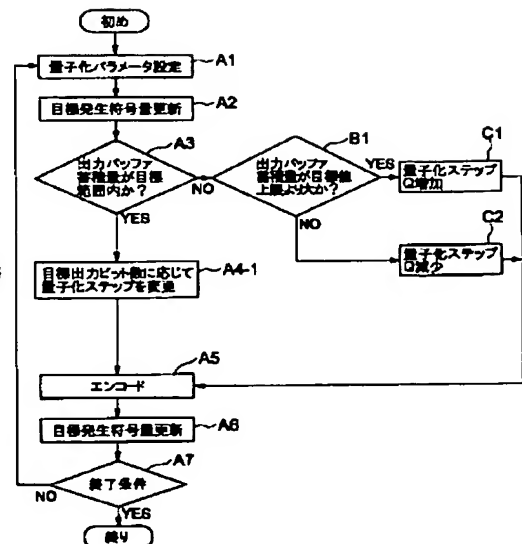 初め
量子化パラメータ設定
A1
目標発生符号量更新
A2
出力バッファ
蓄積量が目標
範囲内か?
A3
NO
YES
出力バッファ
蓄積量が目標値
上限より大か?
B1
YES
NO
量子化ステップ
Q増加
C1
量子化ステップ
Q減少
C2
目標出力ビット数に応じて
量子化ステップを変更
A4-1
エンコード
A5
目標発生符号量更新
A6
終了条件
A7
NO
YES
終り